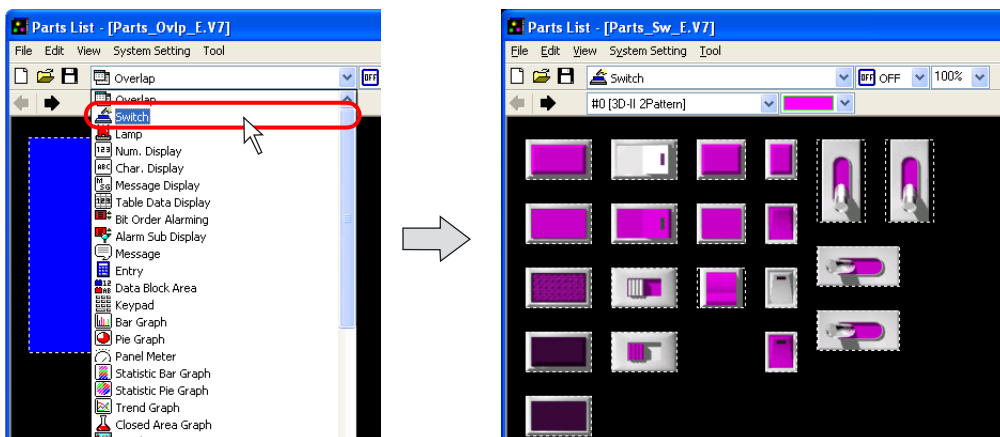 Parts List - [Parts_Ovlp_E.V7]
File Edit View System Setting Tool
Overlap OFF
Overlap
Switch
Lamp
Num. Display
Char. Display
Message Display
Table Data Display
Bit Order Alarming
Alarm Sub Display
Message
Entry
Data Block Area
Keypad
Bar Graph
Pie Graph
Panel Meter
Statistic Bar Graph
Statistic Pie Graph
Trend Graph
Closed Area Graph
Parts List - [Parts_Sw_E.V7]
File Edit View System Setting Tool
Switch OFF OFF 100%
#0 [3D-II 2Pattern]